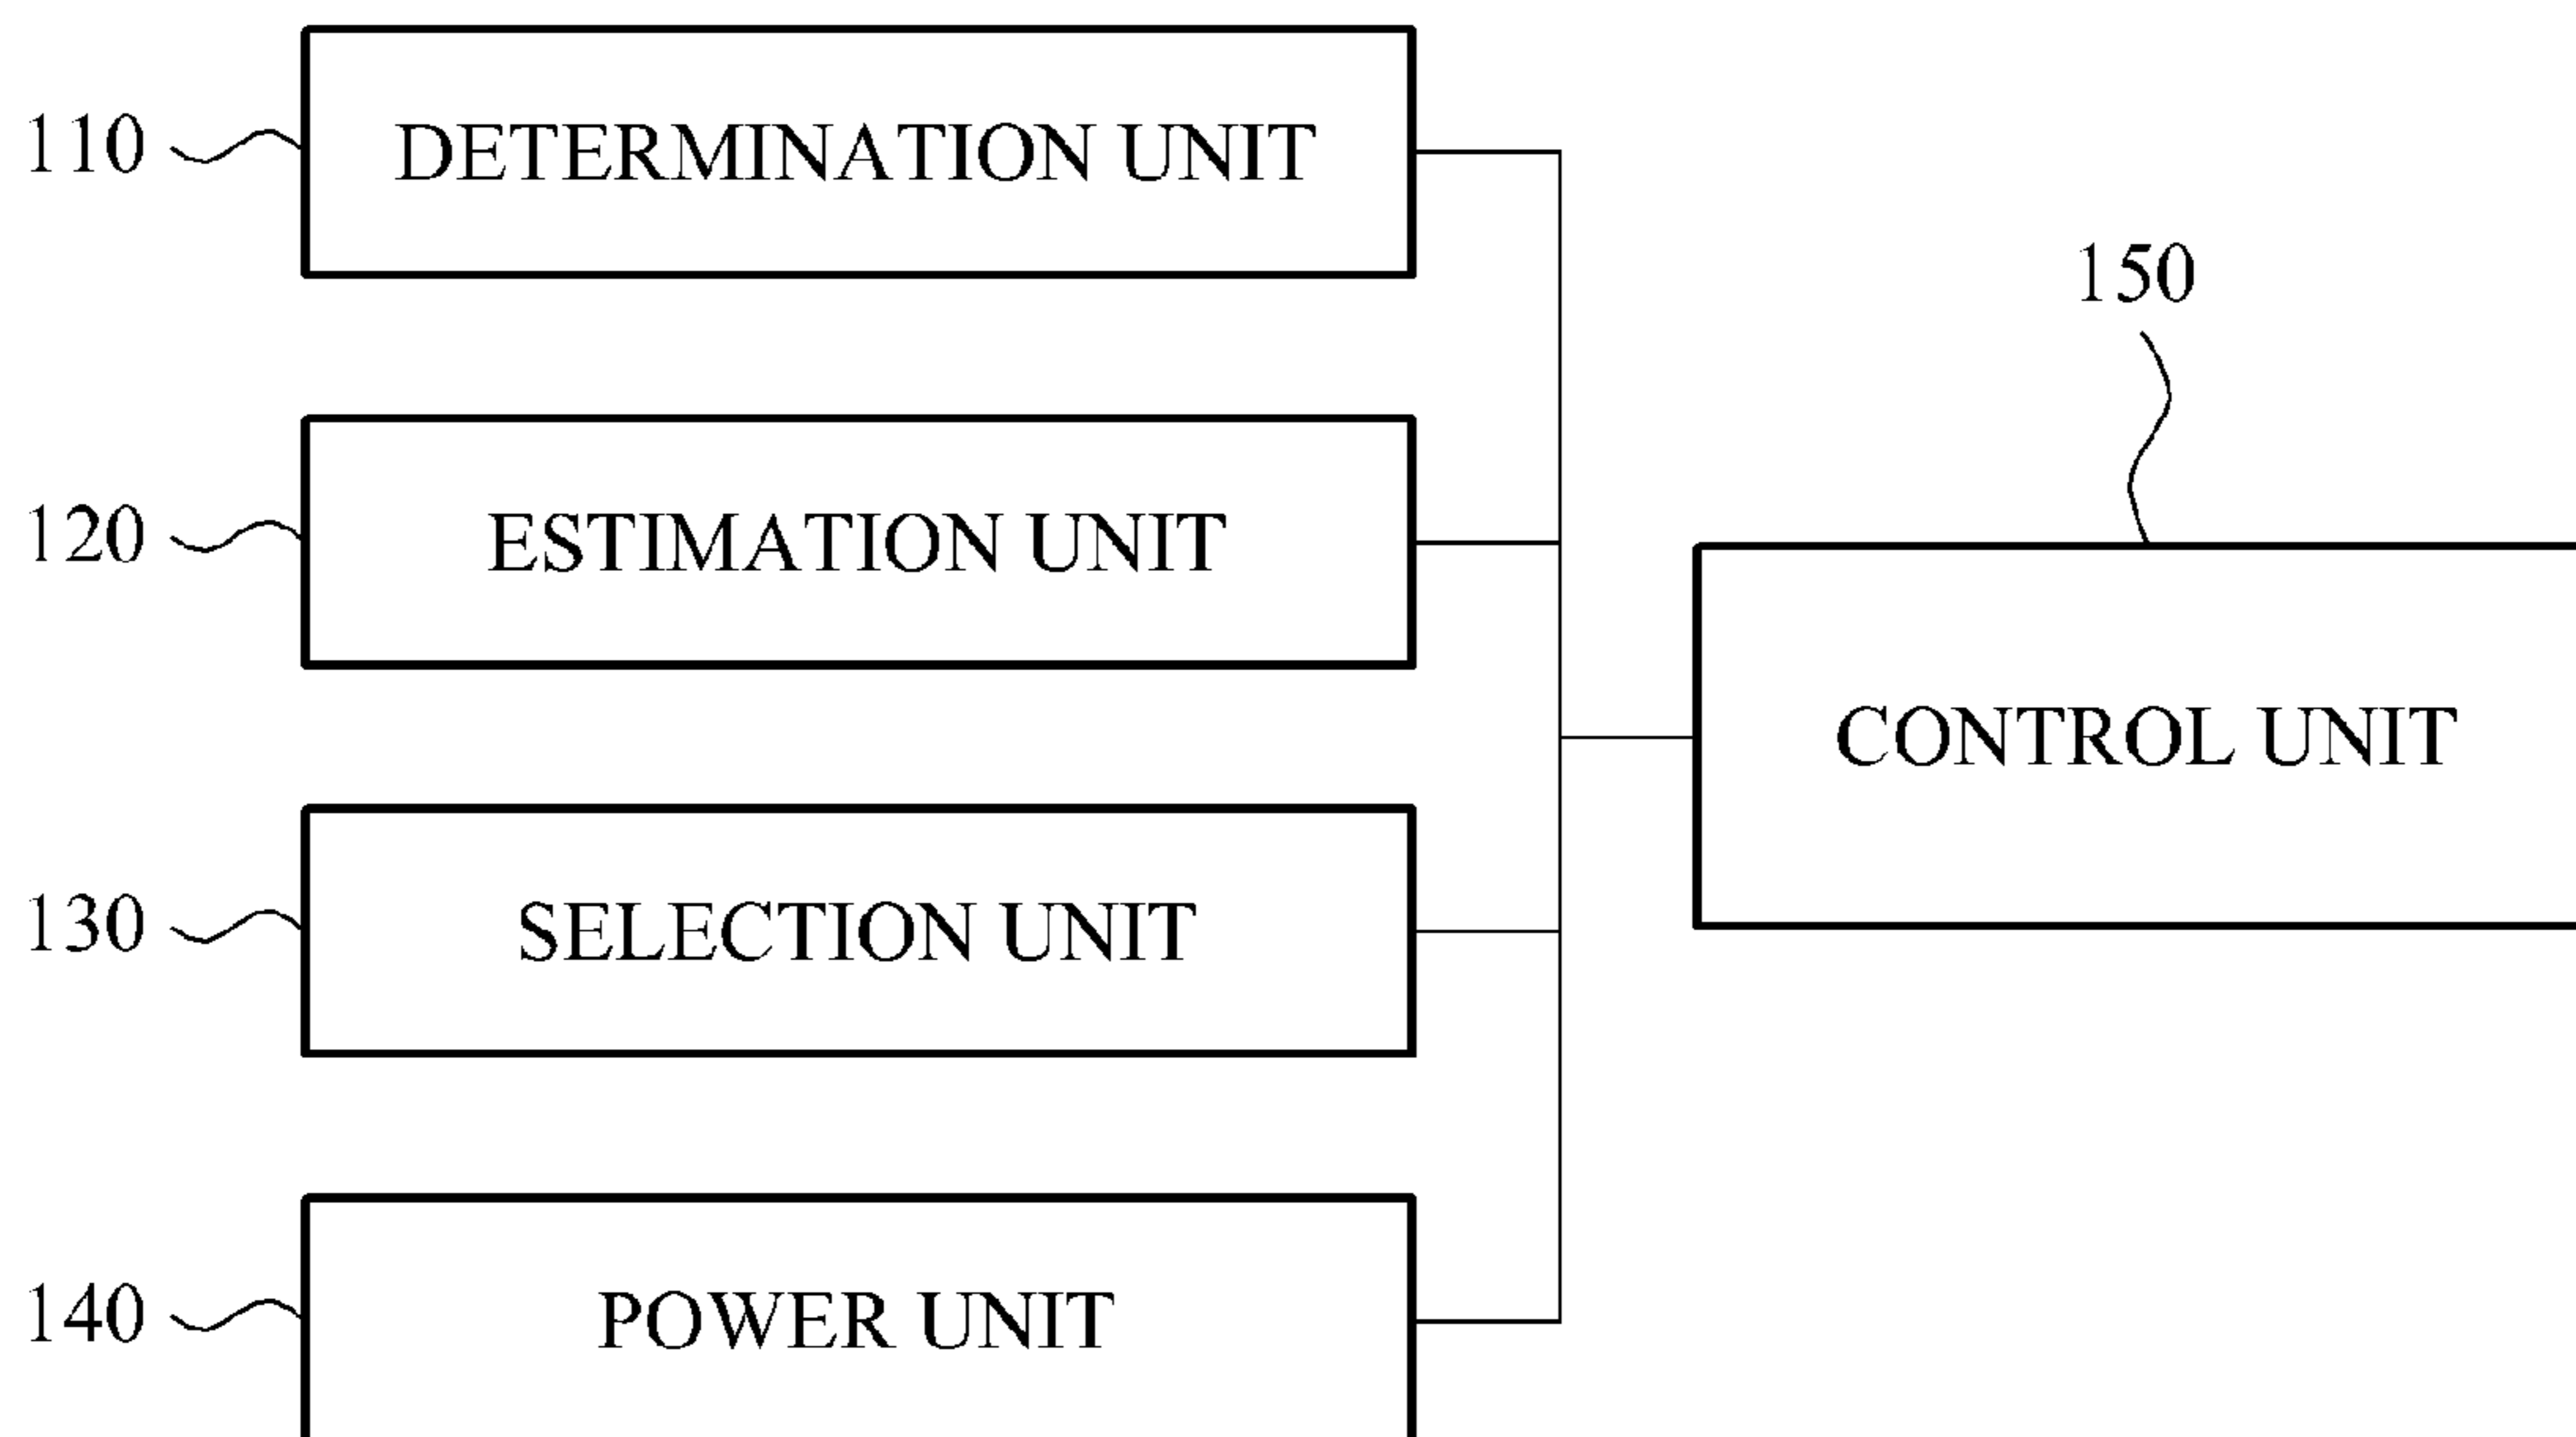 110 DETERMINATION UNIT
150
120 ESTIMATION UNIT
CONTROL UNIT
130 SELECTION UNIT
140 POWER UNIT